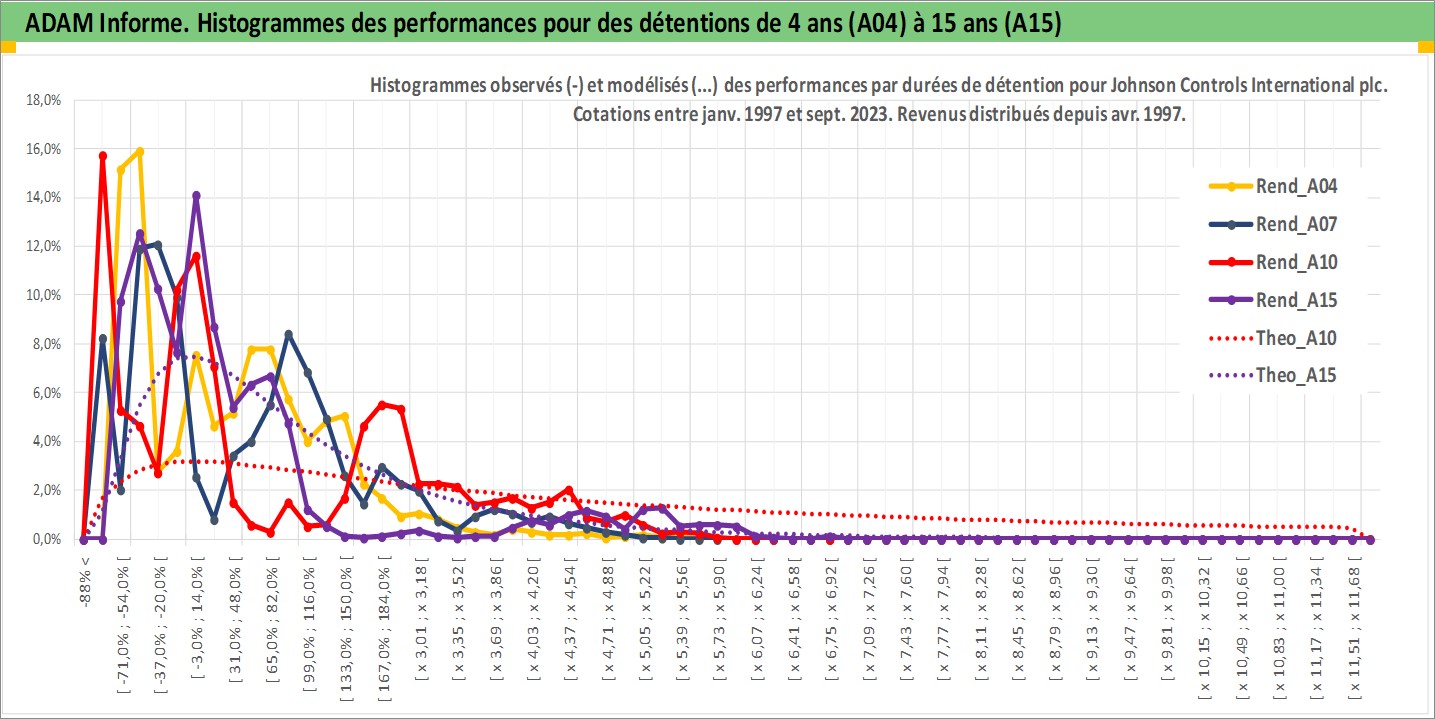 ADAM Informe. Histogrammes des performances pour des détentions de 4 ans (A04) à 15 ans (A15)
Histogrammes observés (-) et modélisés (...) des performances par durées de détention pour Johnson Controls International plc.
Cotations entre janv. 1997 et sept. 2023. Revenus distribués depuis avr. 1997.
18,0%
16,0%
14,0%
12,0%
10,0%
8,0%
6,0%
4,0%
2,0%
0,0%
Rend_A04
Rend_A07
Rend_A10
Rend_A15
Theo_A10
Theo_A15
-88% <
[ -71,0% ; -54,0% [
[ -37,0% ; -20,0% [
[ -3,0% ; 14,0% [
[ 31,0% ; 48,0% [
[ 65,0% ; 82,0% [
[ 99,0% ; 116,0% [
[ 133,0% ; 150,0% [
[ 167,0% ; 184,0% [
[ x 3,01 ; x 3,18 [
[ x 3,35 ; x 3,52 [
[ x 3,69 ; x 3,86 [
[ x 4,03 ; x 4,20 [
[ x 4,37 ; x 4,54 [
[ x 4,71 ; x 4,88 [
[ x 5,05 ; x 5,22 [
[ x 5,39 ; x 5,56 [
[ x 5,73 ; x 5,90 [
[ x 6,07 ; x 6,24 [
[ x 6,41 ; x 6,58 [
[ x 6,75 ; x 6,92 [
[ x 7,09 ; x 7,26 [
[ x 7,43 ; x 7,60 [
[ x 7,77 ; x 7,94 [
[ x 8,11 ; x 8,28 [
[ x 8,45 ; x 8,62 [
[ x 8,79 ; x 8,96 [
[ x 9,13 ; x 9,30 [
[ x 9,47 ; x 9,64 [
[ x 9,81 ; x 9,98 [
[ x 10,15 ; x 10,32 [
[ x 10,49 ; x 10,66 [
[ x 10,83 ; x 11,00 [
[ x 11,17 ; x 11,34 [
[ x 11,51 ; x 11,68 [